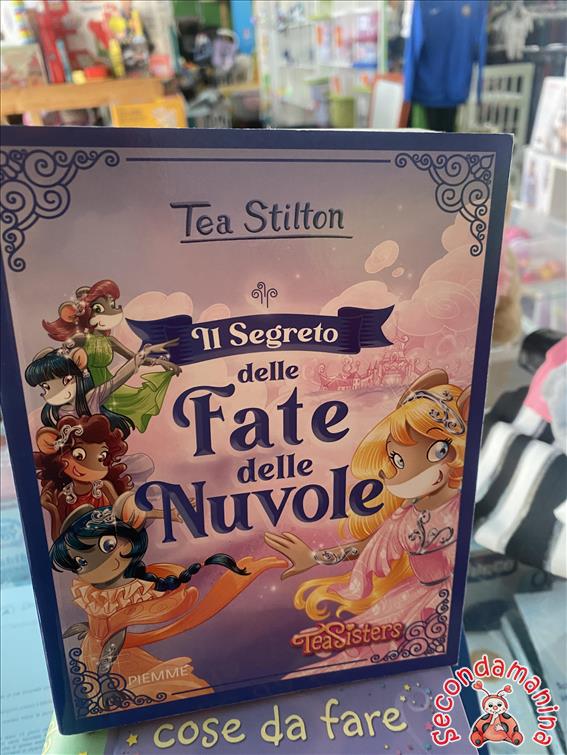 Tea Stilton
Il Segreto
delle
Fate
delle
Nuvole
TeaSisters
PIEMME
cose da fare
secondamanina